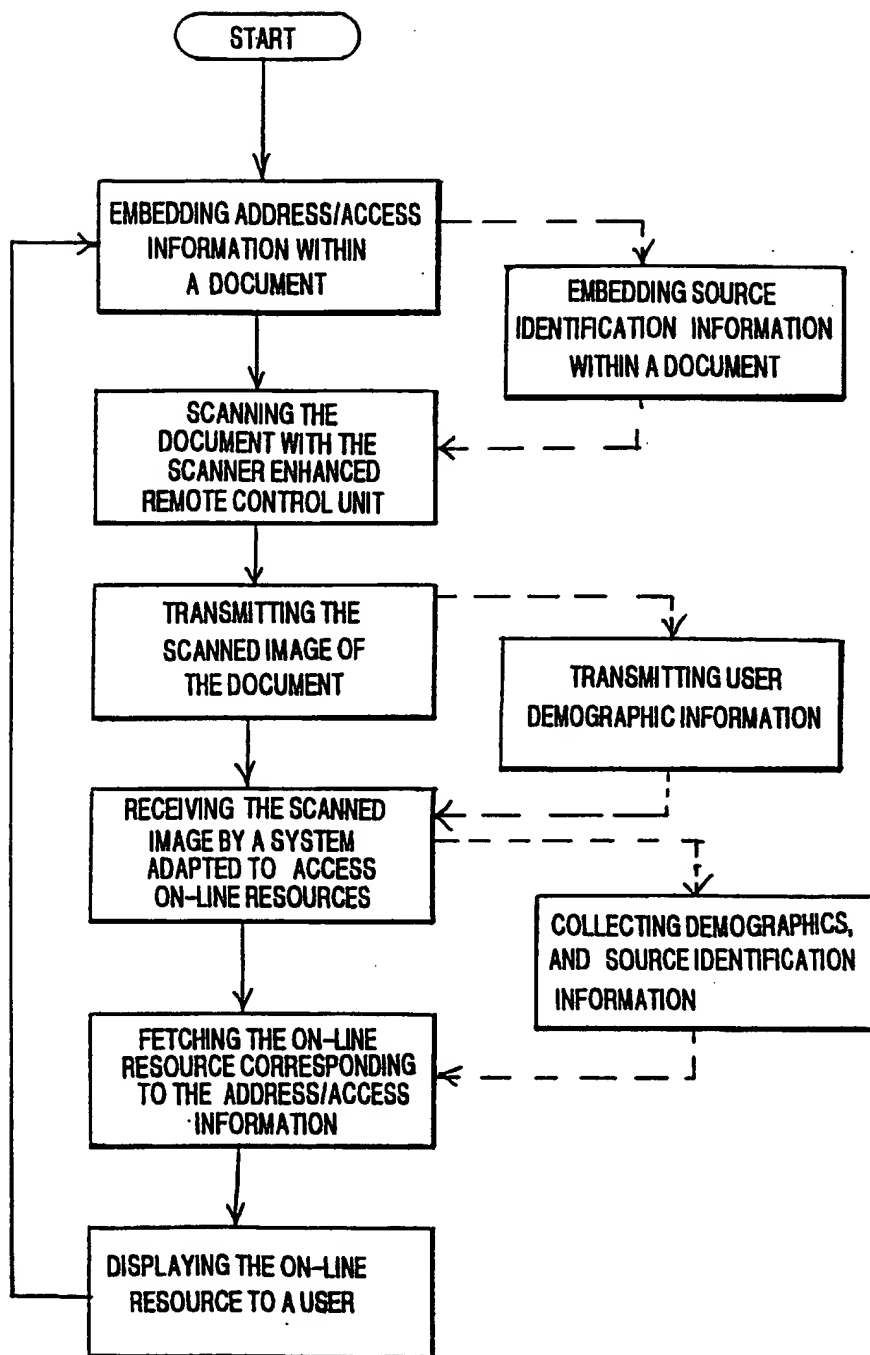 START
EMBEDDING ADDRESS/ACCESS
INFORMATION WITHIN
A DOCUMENT
EMBEDDING SOURCE
IDENTIFICATION INFORMATION
WITHIN A DOCUMENT
SCANNING THE
DOCUMENT WITH THE
SCANNER ENHANCED
REMOTE CONTROL UNIT
TRANSMITTING THE
SCANNED IMAGE OF
THE DOCUMENT
TRANSMITTING USER
DEMOGRAPHIC INFORMATION
RECEIVING THE SCANNED
IMAGE BY A SYSTEM
ADAPTED TO ACCESS
ON-LINE RESOURCES
COLLECTING DEMOGRAPHICS,
AND SOURCE IDENTIFICATION
INFORMATION
FETCHING THE ON-LINE
RESOURCE CORRESPONDING
TO THE ADDRESS/ACCESS
INFORMATION
DISPLAYING THE ON-LINE
RESOURCE TO A USER